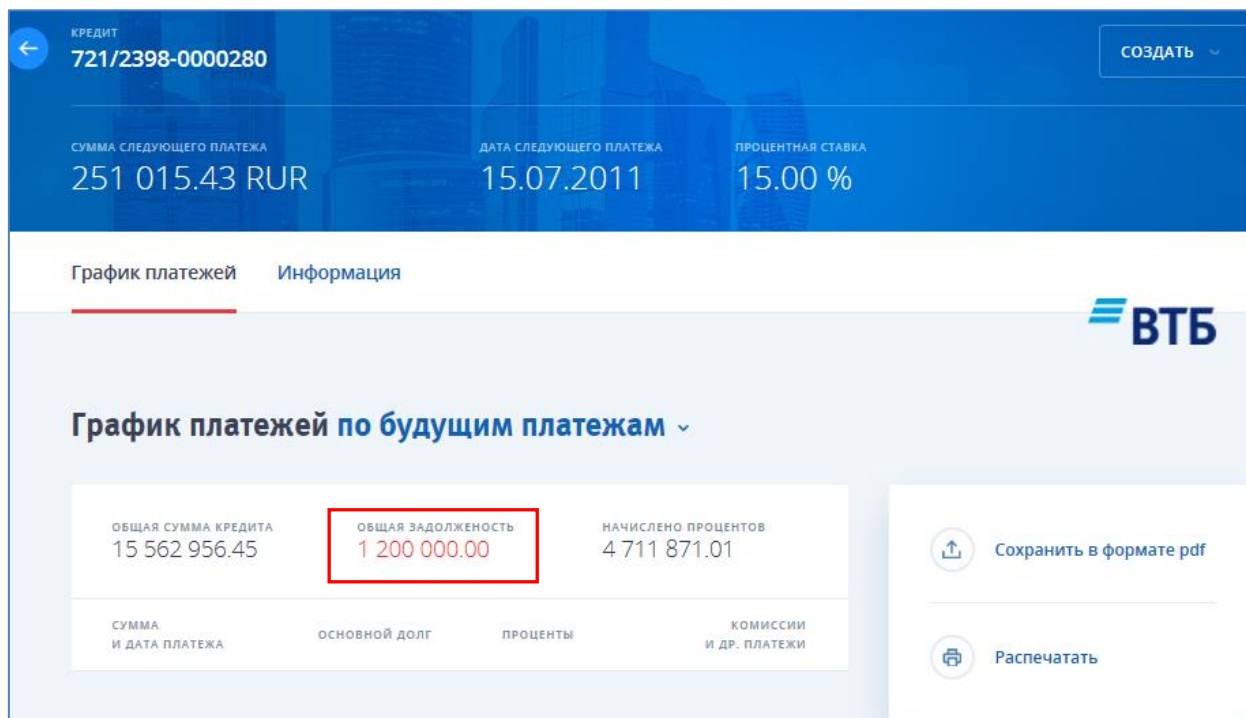 КРЕДИТ
721/2398-0000280
СОЗДАТЬ
СУММА СЛЕДУЮЩЕГО ПЛАТЕЖА
ДАТА СЛЕДУЮЩЕГО ПЛАТЕЖА
ПРОЦЕНТНАЯ СТАВКА
251 015.43 RUR
15.07.2011
15.00 %
График платежей
Информация
ВТБ
График платежей по будущим платежам
ОБЩАЯ СУММА КРЕДИТА
ОБЩАЯ ЗАДОЛЖЕНОСТЬ
НАЧИСЛЕНО ПРОЦЕНТОВ
15 562 956.45
1 200 000.00
4 711 871.01
СУММА
И ДАТА ПЛАТЕЖА
ОСНОВНОЙ ДОЛГ
ПРОЦЕНТЫ
КОМИССИИ
И ДР. ПЛАТЕЖИ
Сохранить в формате pdf
Распечатать